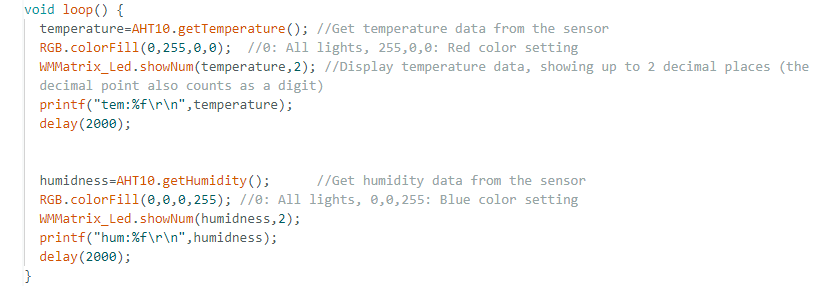 void loop() {
temperature=AHT10.getTemperature(); //Get temperature data from the sensor
RGB.colorFill(0,255,0,0);  //0: All lights, 255,0,0: Red color setting
WMMatrix_Led.showNum(temperature,2); //Display temperature data, showing up to 2 decimal places (the
decimal point also counts as a digit)
printf("tem:%f\r\n",temperature);
delay(2000);
humidness=AHT10.getHumidity();      //Get humidity data from the sensor
RGB.colorFill(0,0,0,255); //0: All lights, 0,0,255: Blue color setting
WMMatrix_Led.showNum(humidness,2);
printf("hum:%f\r\n",humidness);
delay(2000);
}